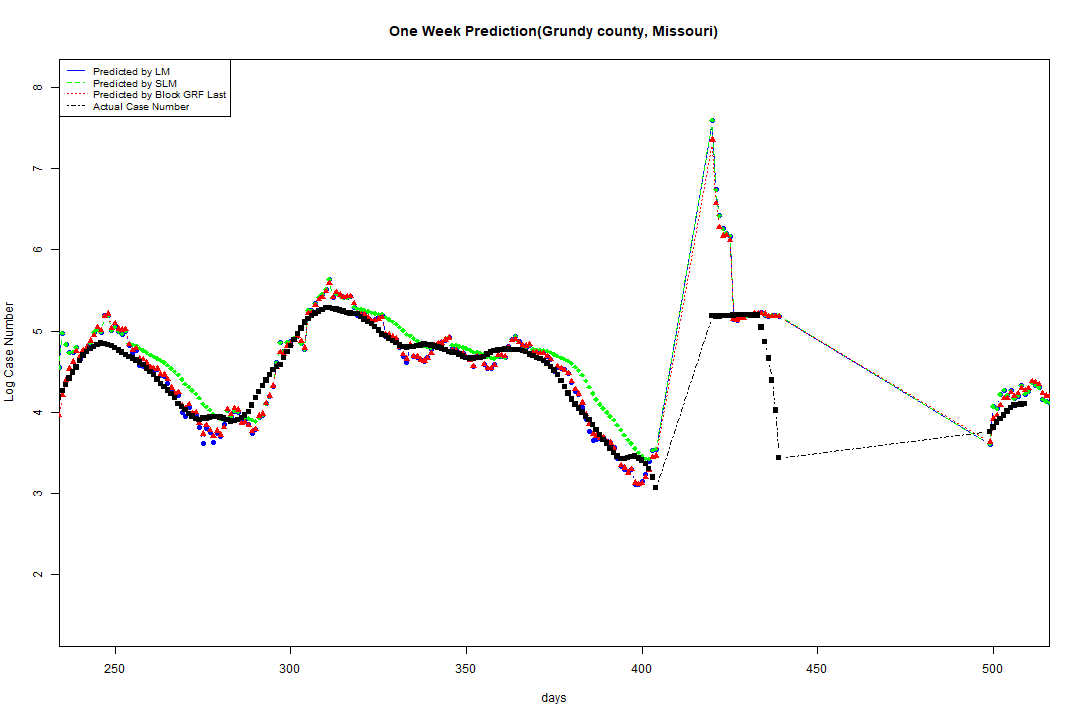 One Week Prediction(Grundy county, Missouri)
Predicted by LM
Predicted by SLM
Predicted by Block GRF Last
Actual Case Number
8
7
6
5
4
3
2
Log Case Number
250
300
350
400
450
500
days